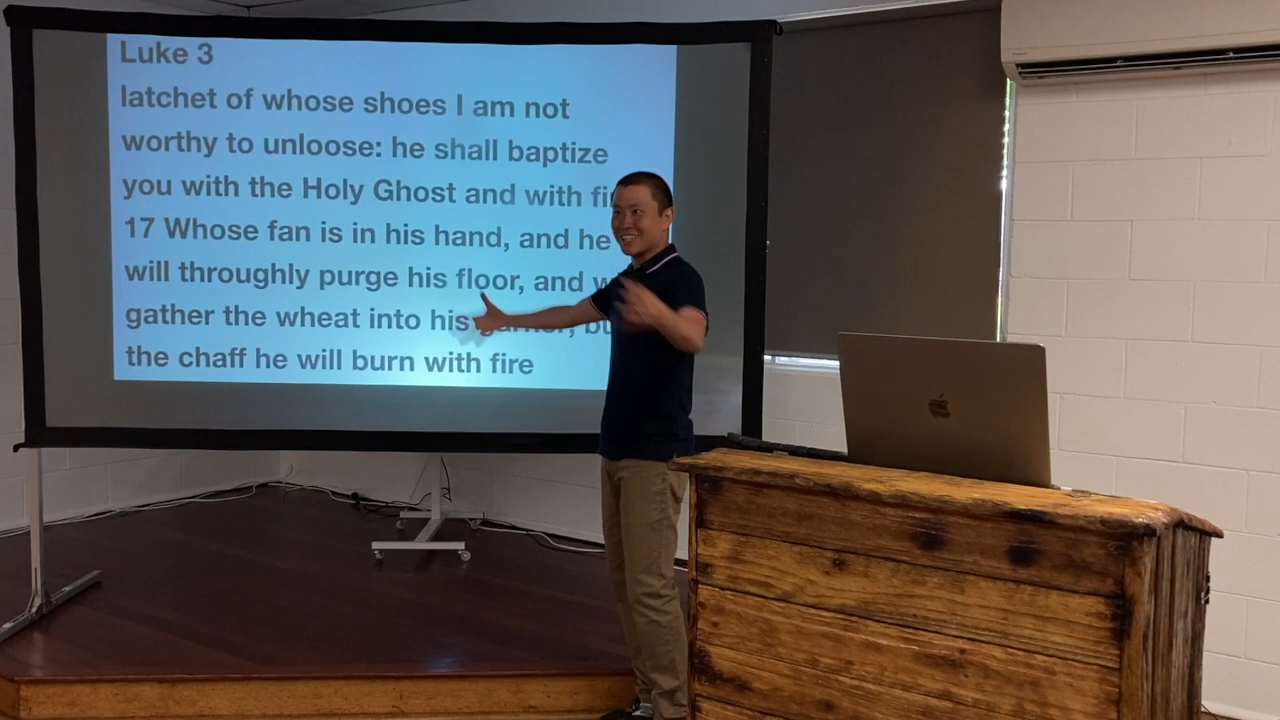 Luke 3
latchet of whose shoes I am not
worthy to unloose: he shall baptize
you with the Holy Ghost and with
17 Whose fan is in his hand, and he
will throughly purge his floor, and
gather the wheat into his
the chaff he will burn with fire